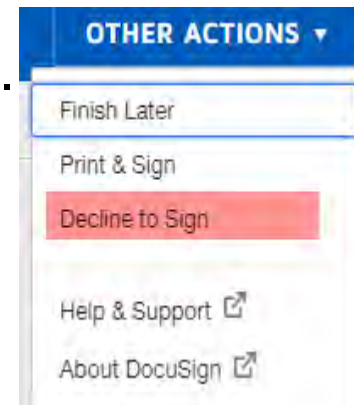 OTHER ACTIONS ▼
Finish Later
Print & Sign
Decline to Sign
Help & Support
About DocuSign